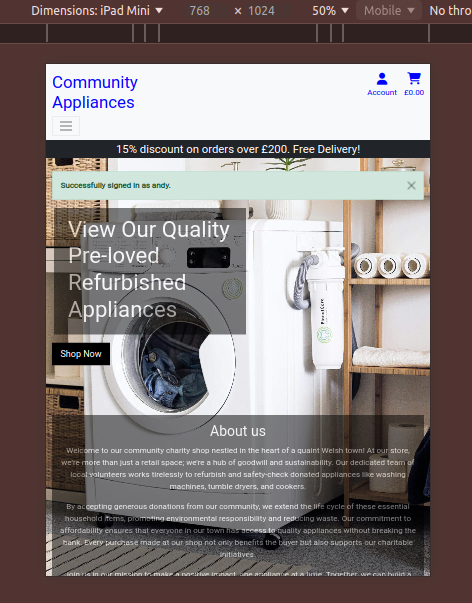 Dimensions: iPad Mini 768 × 1024 50% Mobile No thro
Community
Appliances
Account £0.00
15% discount on orders over £200. Free Delivery!
Successfully signed in as andy.
View Our Quality
Pre-loved
Refurbished
Appliances
Shop Now
About us
Welcome to our community charity shop nestled in the heart of a quaint Welsh town! At our store,
we're more than just a retail space; we're a hub of goodwill and sustainability. Our dedicated team of
local volunteers works tirelessly to refurbish and safety-check donated appliances like washing
machines, tumble dryers, and cookers.
By accepting generous donations from our community, we extend the life cycle of these essential
household items, promoting environmental responsibility and reducing waste. Our commitment to
affordability ensures that everyone in our town has access to quality appliances without breaking the
bank. Every purchase made at our shop not only benefits the buyer but also supports our charitable
initiatives.
Join us in our mission to make a positive impact, one appliance at a time. Together, we can build a